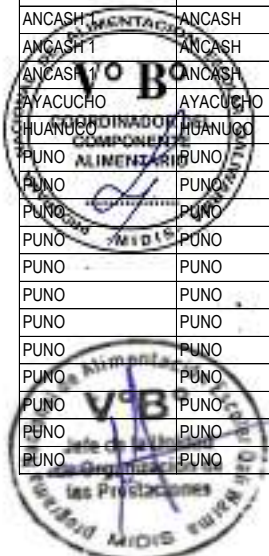 ANCASH 1 ANCASH
ANCASH 1 ANCASH
ANCASH 1 ANCASH
AYACUCHO AYACUCHO
HUANUCO HUANUCO
PUNO PUNO
PUNO PUNO
PUNO PUNO
PUNO PUNO
PUNO PUNO
PUNO PUNO
PUNO PUNO
PUNO PUNO
PUNO PUNO
PUNO PUNO
PUNO PUNO
PUNO PUNO
V° B°
COORDINADOR DEL
COMPONENTE
ALIMENTARIO
MIDIS
V° B°
Jefe de la Unidad
de Organización de
las Prestaciones
MIDIS